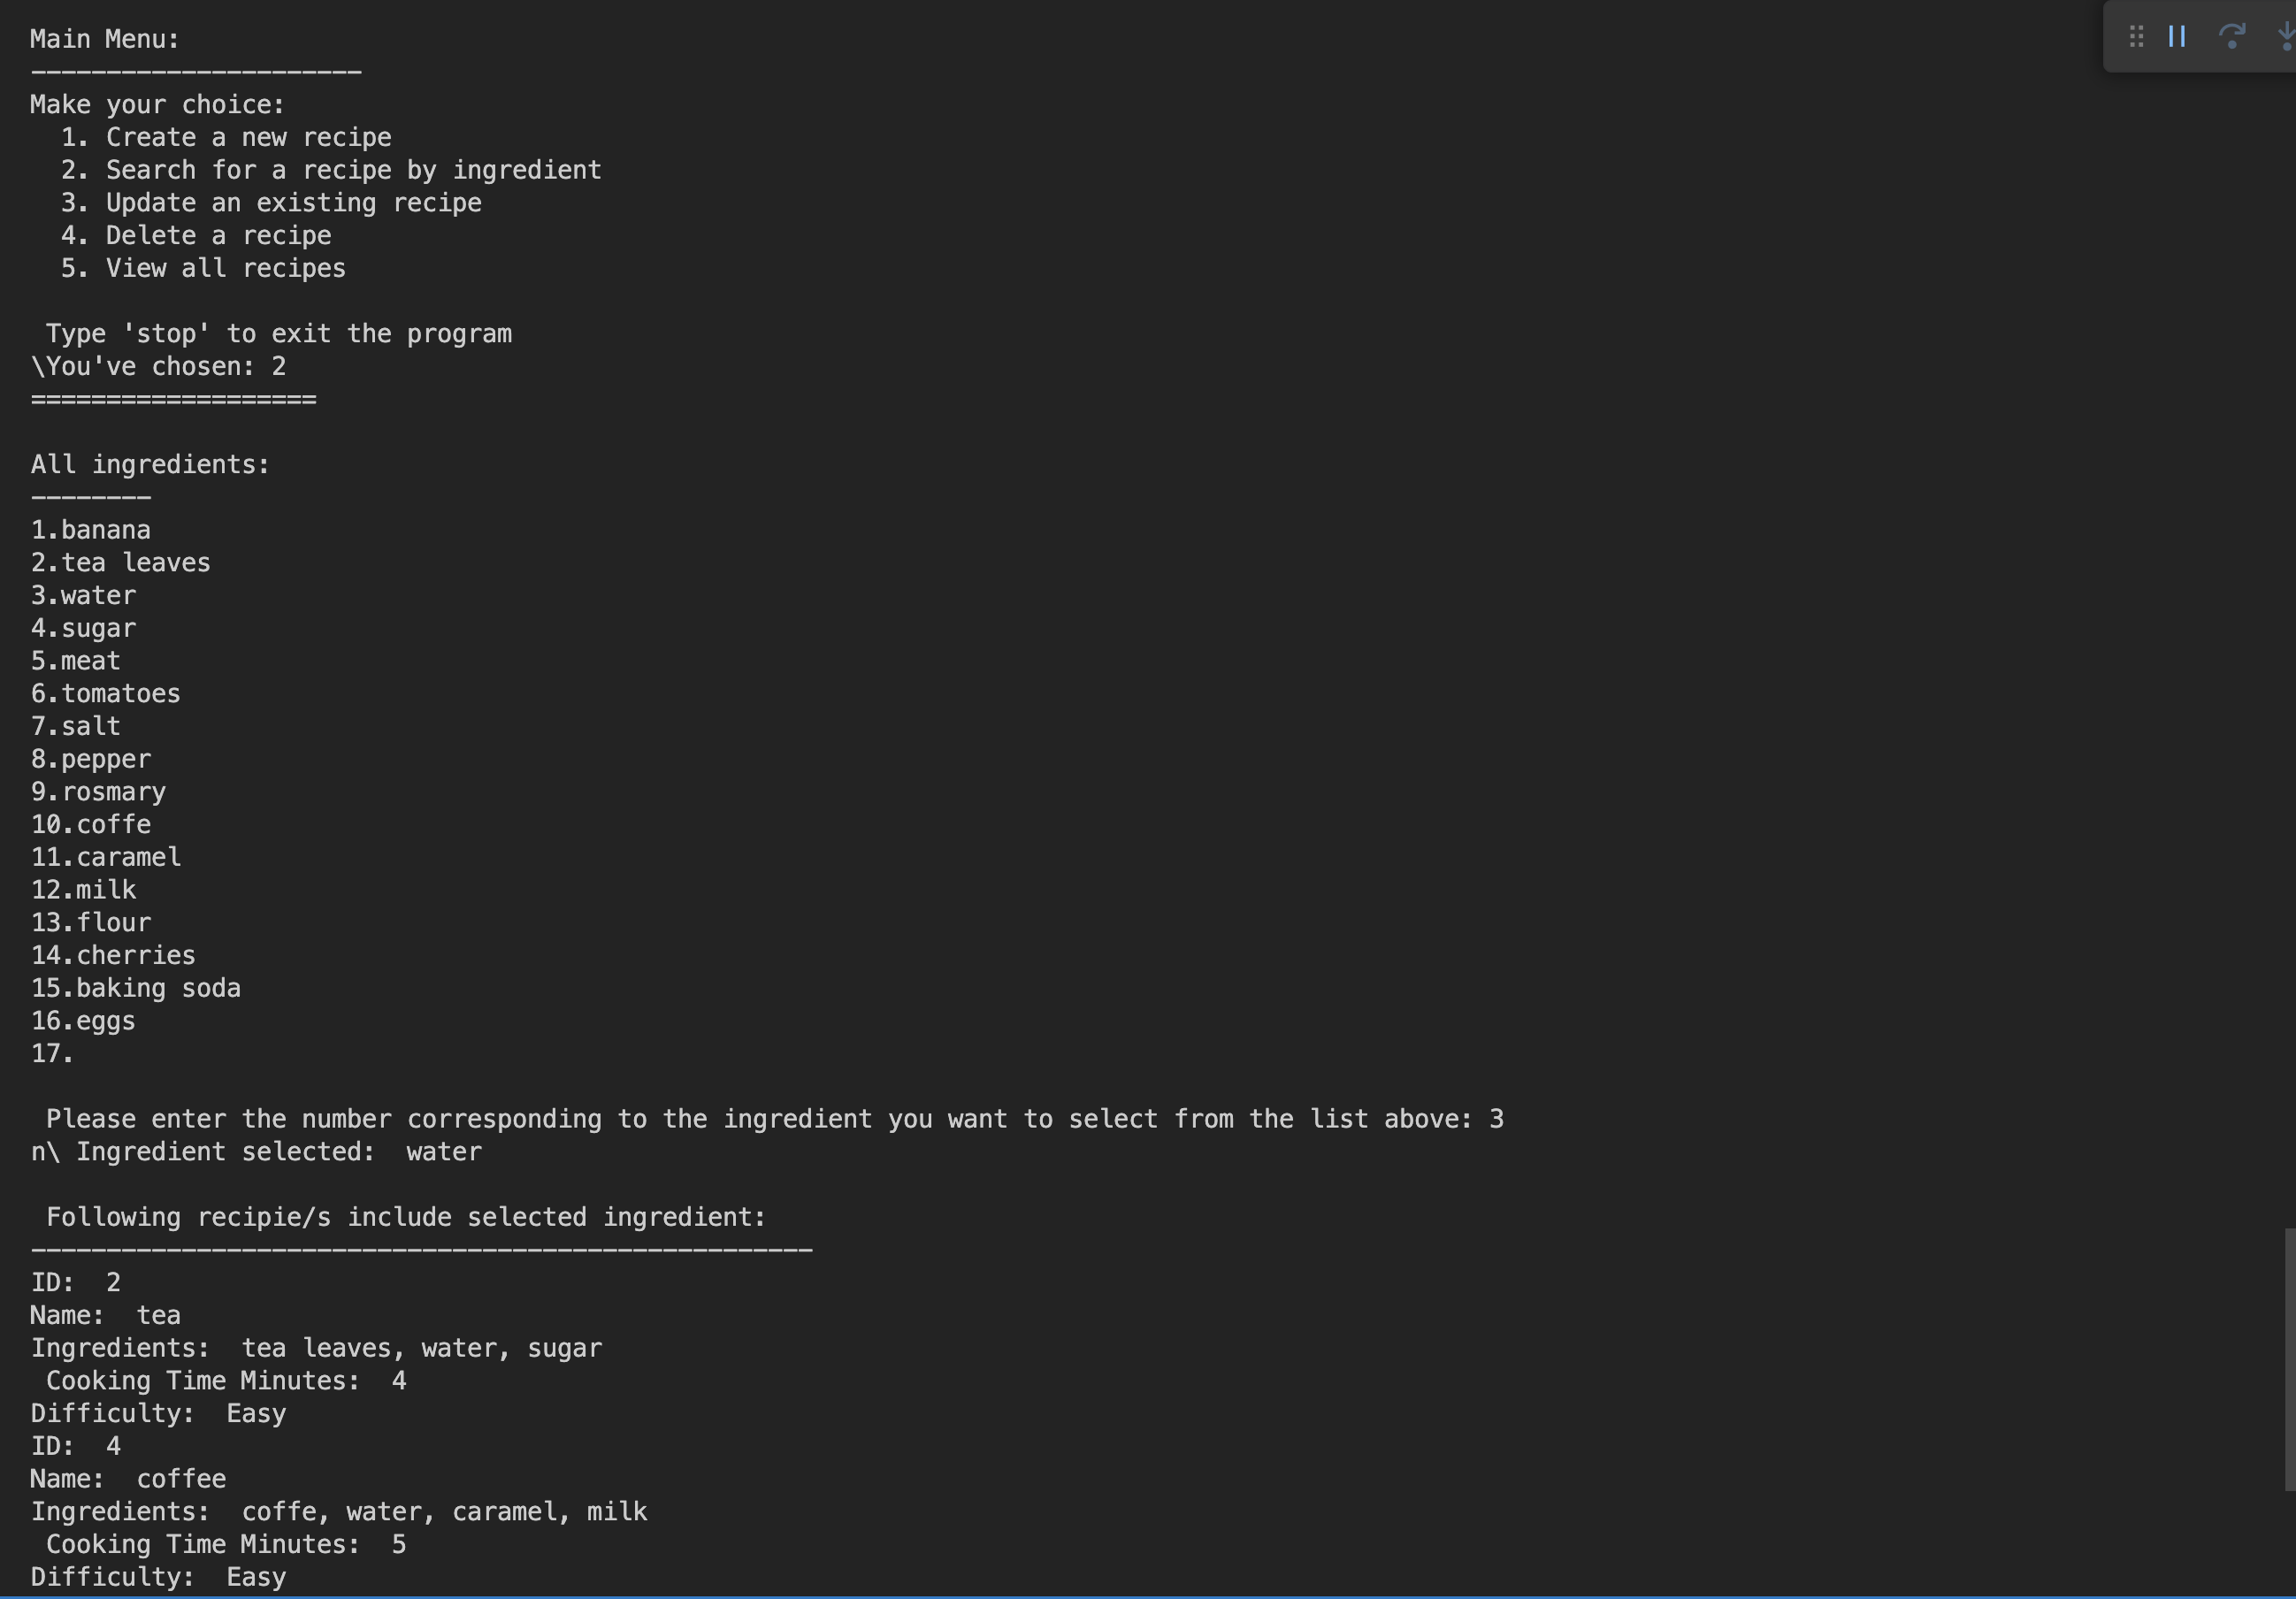 Main Menu:
----------------------
Make your choice:
  1. Create a new recipe
  2. Search for a recipe by ingredient
  3. Update an existing recipe
  4. Delete a recipe
  5. View all recipes
 Type 'stop' to exit the program
\You've chosen: 2
===================
All ingredients:
--------
1.banana
2.tea leaves
3.water
4.sugar
5.meat
6.tomatoes
7.salt
8.pepper
9.rosmary
10.coffe
11.caramel
12.milk
13.flour
14.cherries
15.baking soda
16.eggs
17.
 Please enter the number corresponding to the ingredient you want to select from the list above: 3
n\ Ingredient selected:  water
 Following recipie/s include selected ingredient:
----------------------------------------------------
ID:  2
Name:  tea
Ingredients:  tea leaves, water, sugar
 Cooking Time Minutes:  4
Difficulty:  Easy
ID:  4
Name:  coffee
Ingredients:  coffe, water, caramel, milk
 Cooking Time Minutes:  5
Difficulty:  Easy